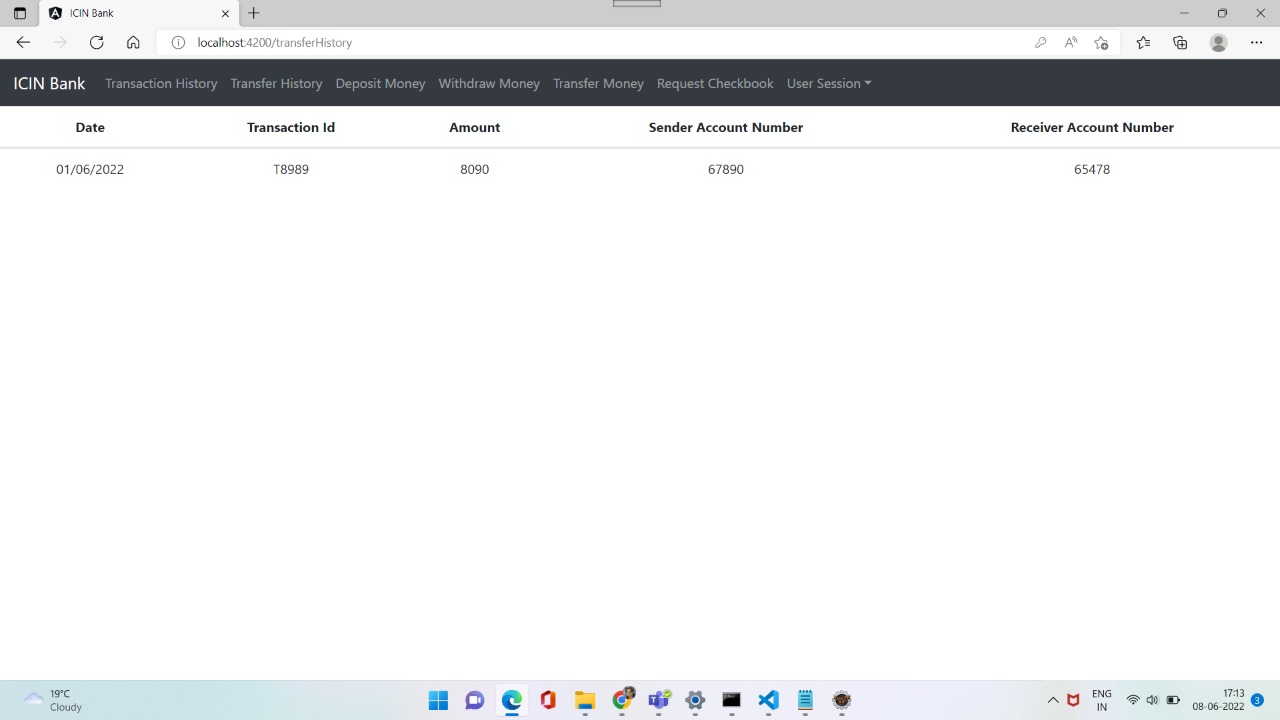 ICIN Bank
localhost:4200/transferHistory
ICIN Bank Transaction History Transfer History Deposit Money Withdraw Money Transfer Money Request Checkbook User Session
Date Transaction Id Amount Sender Account Number Receiver Account Number
01/06/2022 T8989 8090 67890 65478
19°C
Cloudy
ENG
IN
17:13
08-06-2022
3